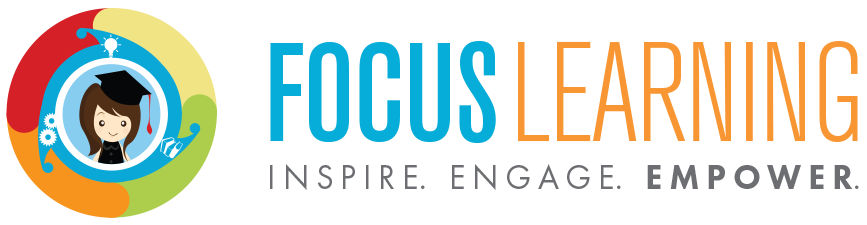 FOCUS LEARNING
INSPIRE. ENGAGE. EMPOWER.